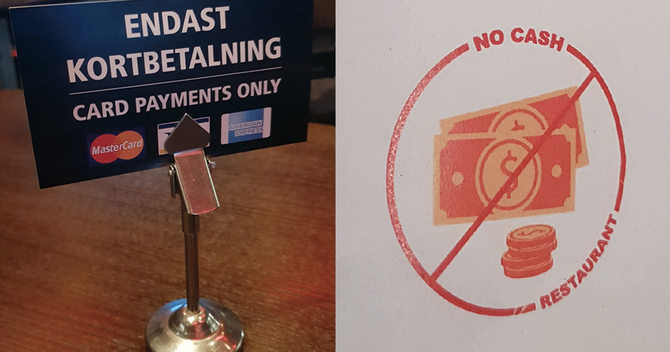 ENDAST
KORTBETALNING
CARD PAYMENTS ONLY
MasterCard
AMERICAN
EXPRESS
NO CASH
RESTAURANT